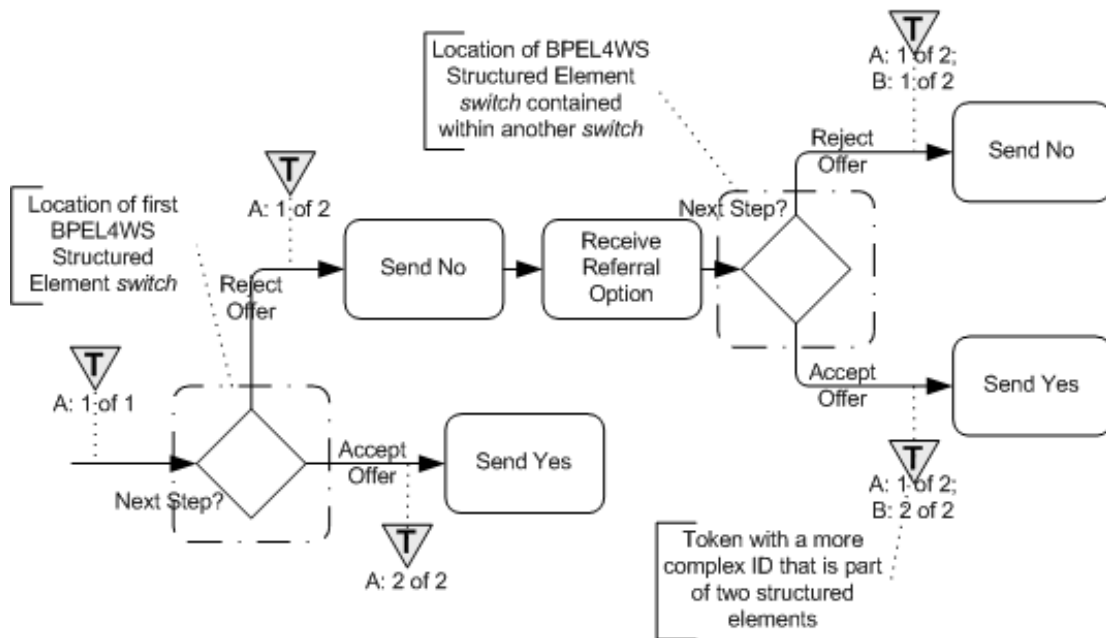 Location of BPEL4WS
Structured Element
switch contained
within another switch
T
A: 1 of 2;
B: 1 of 2
Reject
Offer
Send No
T
A: 1 of 2
Location of first
BPEL4WS
Structured
Element switch
Reject
Offer
Send No
Receive
Referral
Option
Next Step?
Accept
Offer
Send Yes
T
A: 1 of 1
Next Step?
Accept
Offer
Send Yes
T
A: 2 of 2
T
A: 1 of 2;
B: 2 of 2
Token with a more
complex ID that is part
of two structured
elements